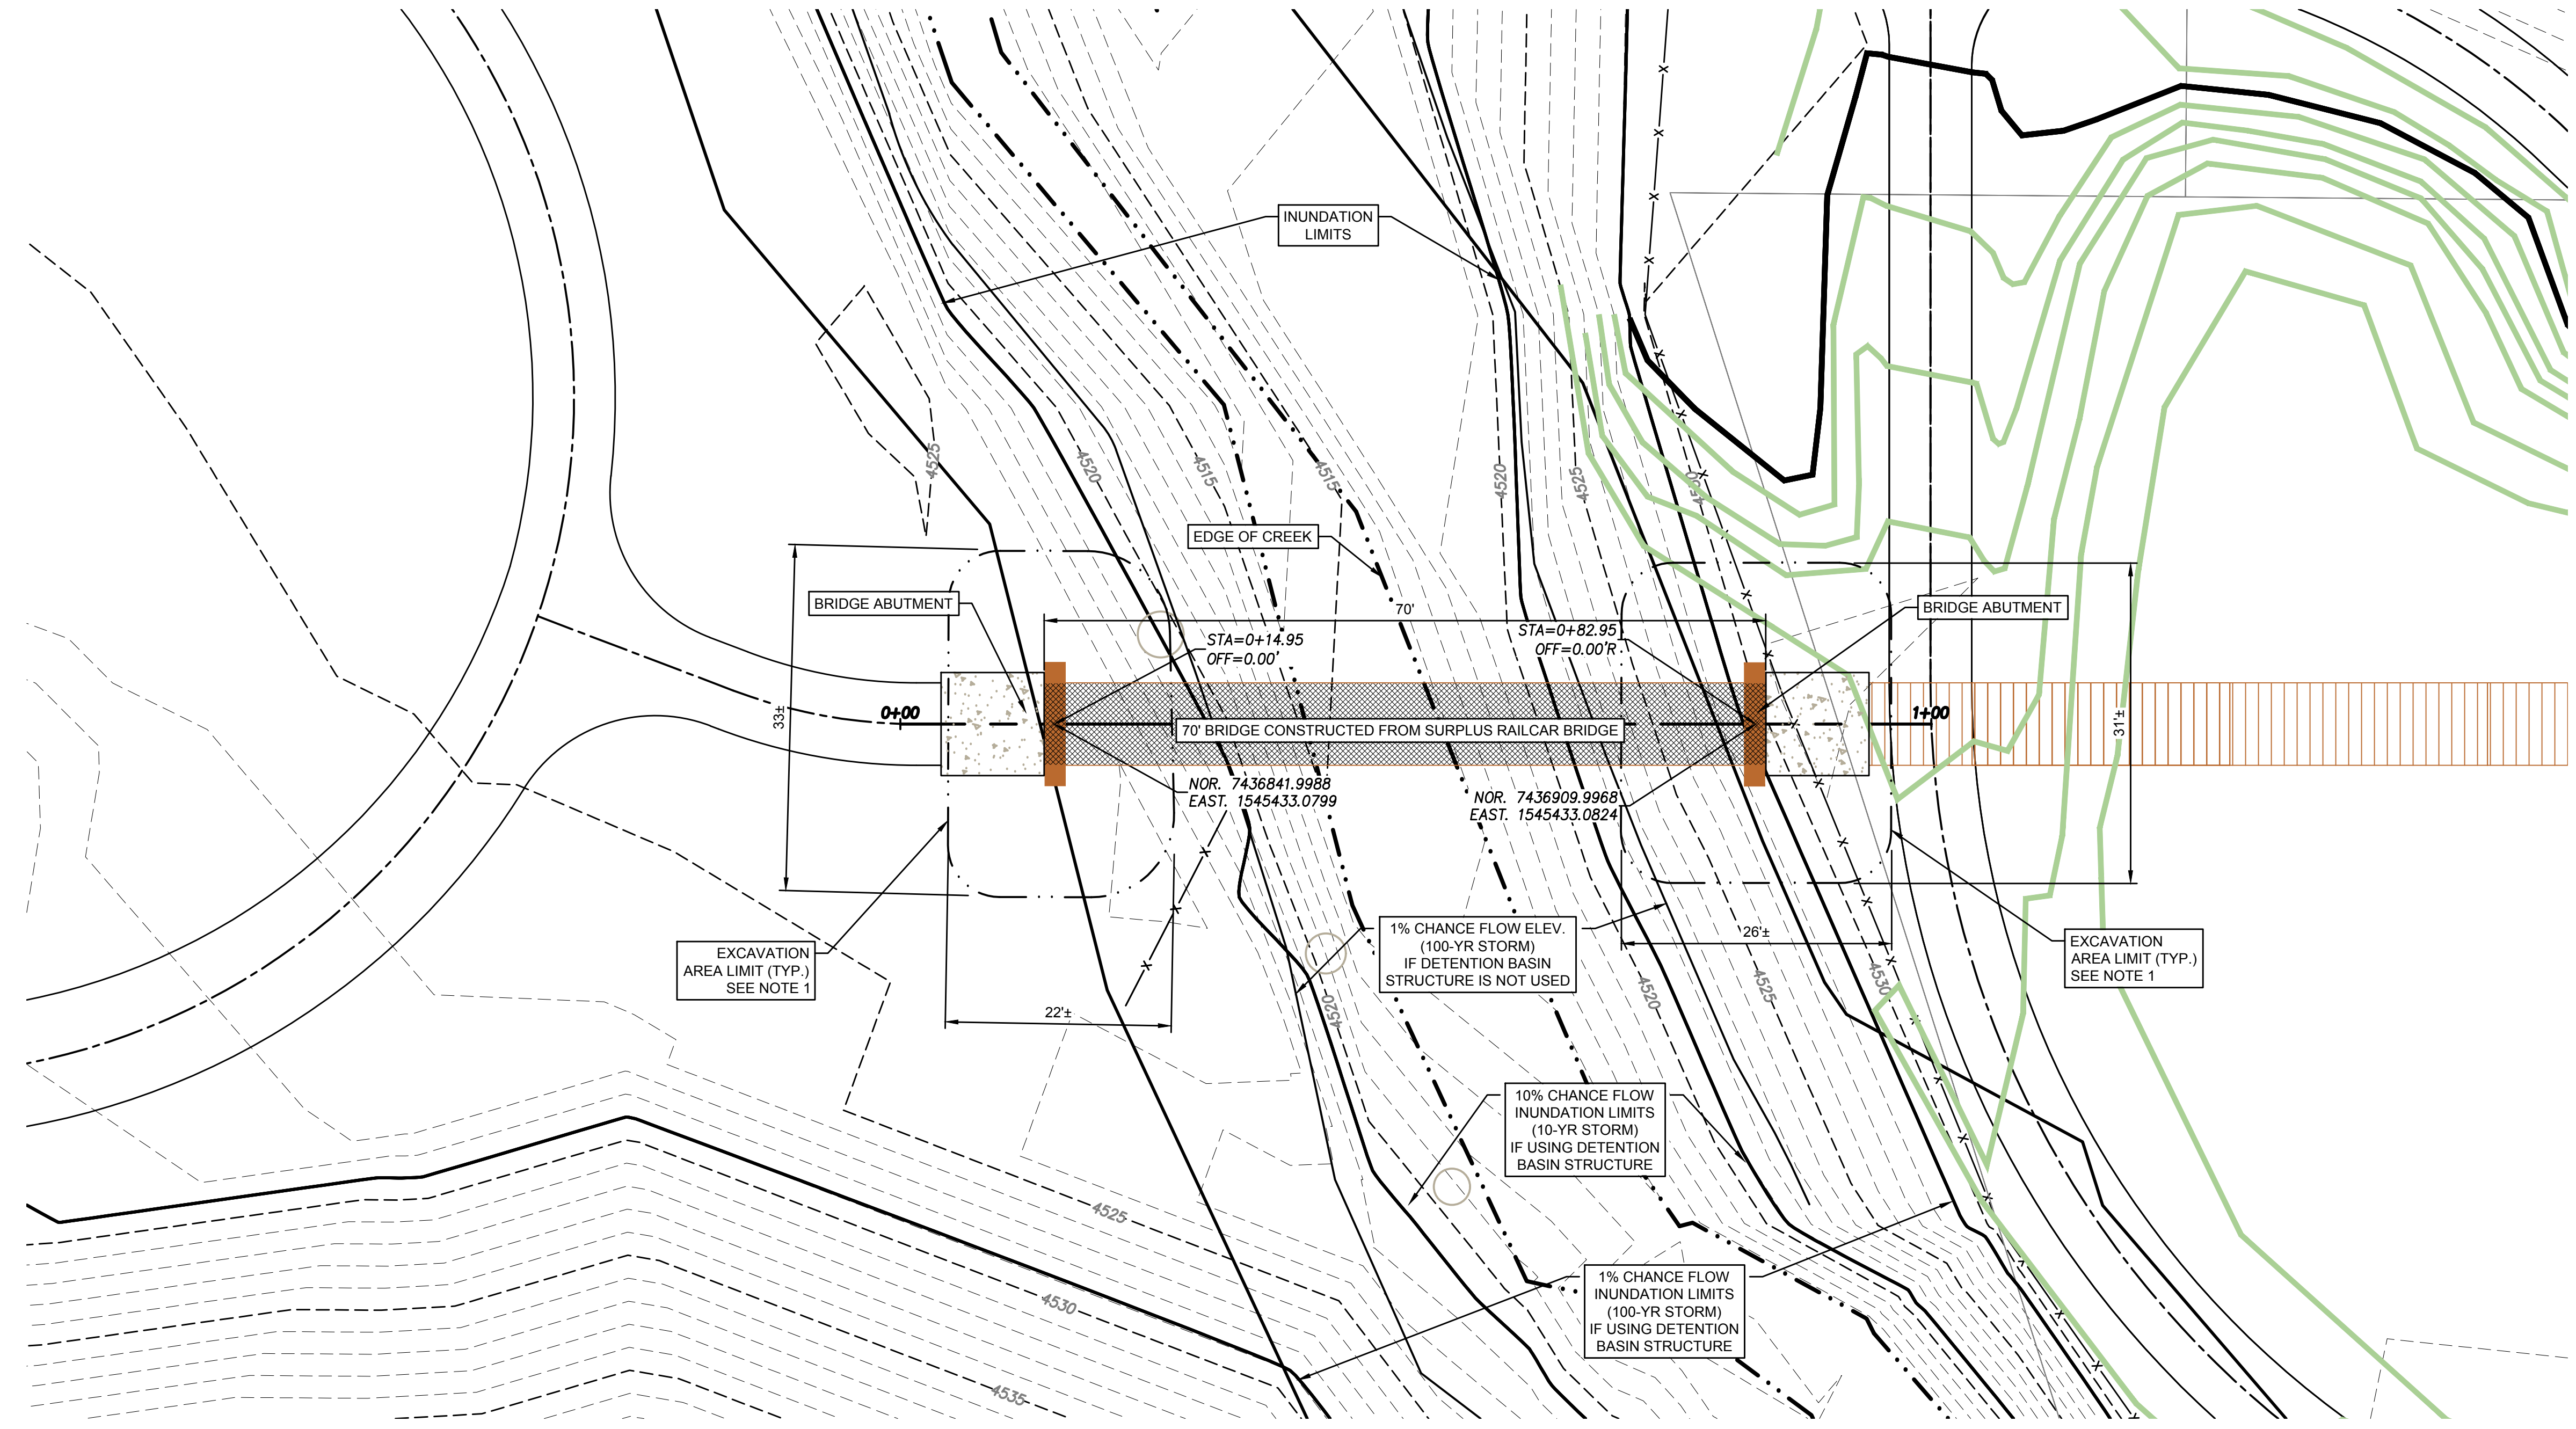 INUNDATION
LIMITS
4525
4520
4515
4515
4520
4525
4530
EDGE OF CREEK
BRIDGE ABUTMENT
70'
BRIDGE ABUTMENT
STA=0+14.95
OFF=0.00'
STA=0+82.95
OFF=0.00'R
33±
0+00
1+00
31'±
70' BRIDGE CONSTRUCTED FROM SURPLUS RAILCAR BRIDGE
NOR. 7436841.9988
EAST. 1545433.0799
NOR. 7436909.9968
EAST. 1545433.0824
EXCAVATION
AREA LIMIT (TYP.)
SEE NOTE 1
22'±
1% CHANCE FLOW ELEV.
(100-YR STORM)
IF DETENTION BASIN
STRUCTURE IS NOT USED
26'±
EXCAVATION
AREA LIMIT (TYP.)
SEE NOTE 1
4520
4520
4525
4530
10% CHANCE FLOW
INUNDATION LIMITS
(10-YR STORM)
IF USING DETENTION
BASIN STRUCTURE
4525
4530
4535
1% CHANCE FLOW
INUNDATION LIMITS
(100-YR STORM)
IF USING DETENTION
BASIN STRUCTURE